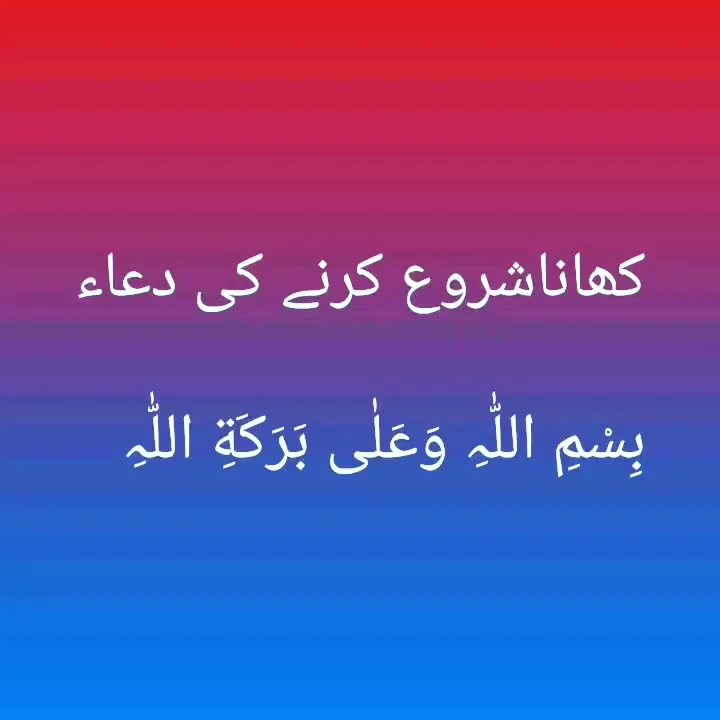 کھاناشروع کرنے کی دعاء
بِسْمِ اللّٰہِ وَعَلٰی بَرَکَةِ اللّٰہِ